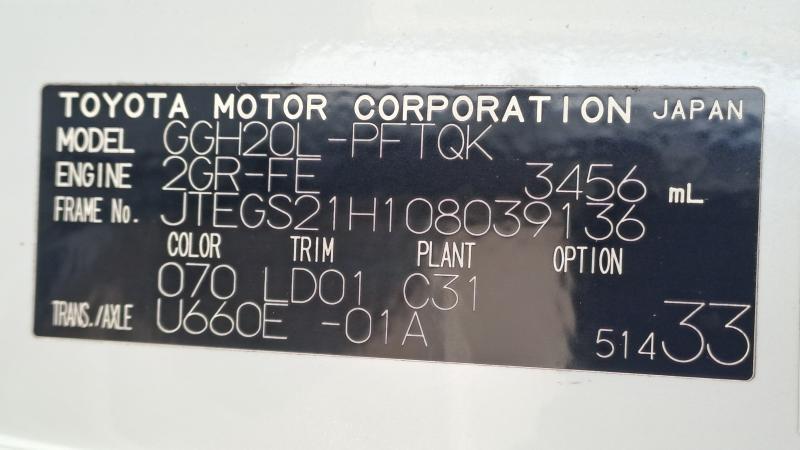 TOYOTA MOTOR CORPORATION JAPAN
MODEL GGH20L-PFTQK
ENGINE 2GR-FE 3456 mL
FRAME No. JTEGS21H108039136
COLOR TRIM PLANT OPTION
070 LD01 C31
TRANS./AXLE U660E -01A
51433